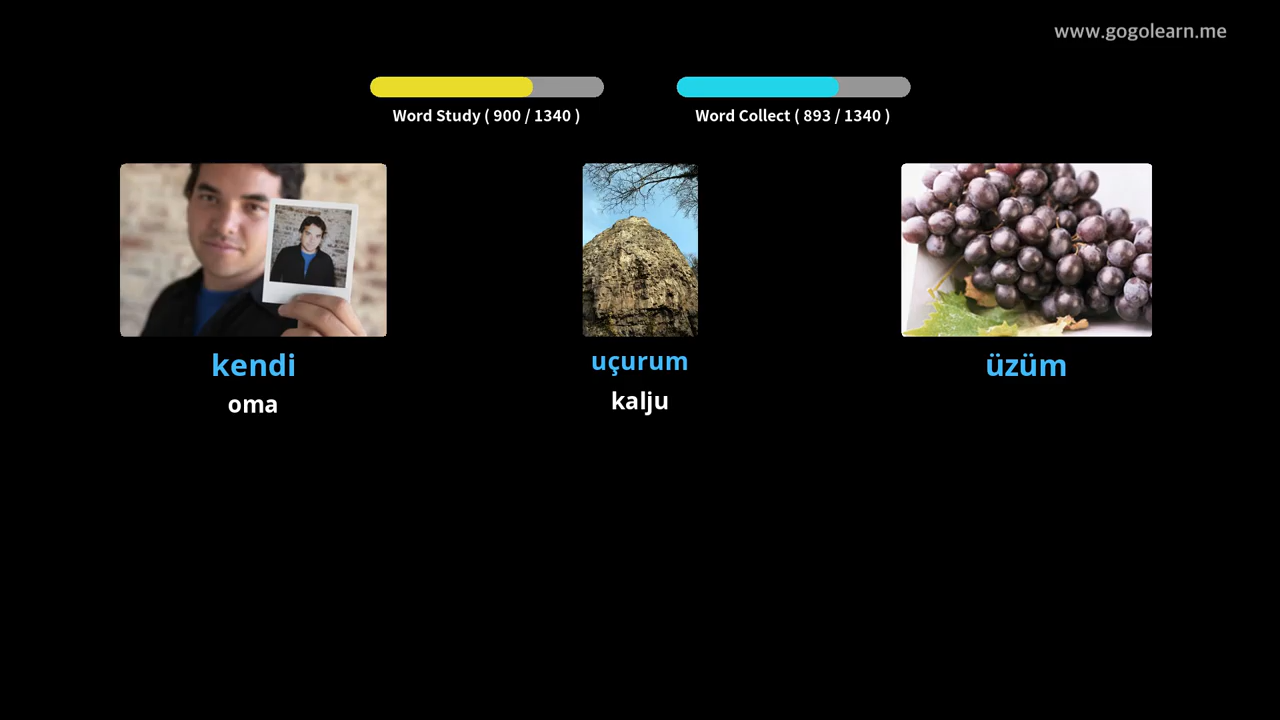 www.gogolearn.me
Word Study ( 900 / 1340 )
Word Collect ( 893 / 1340 )
kendi
oma
uçurum
kalju
üzüm